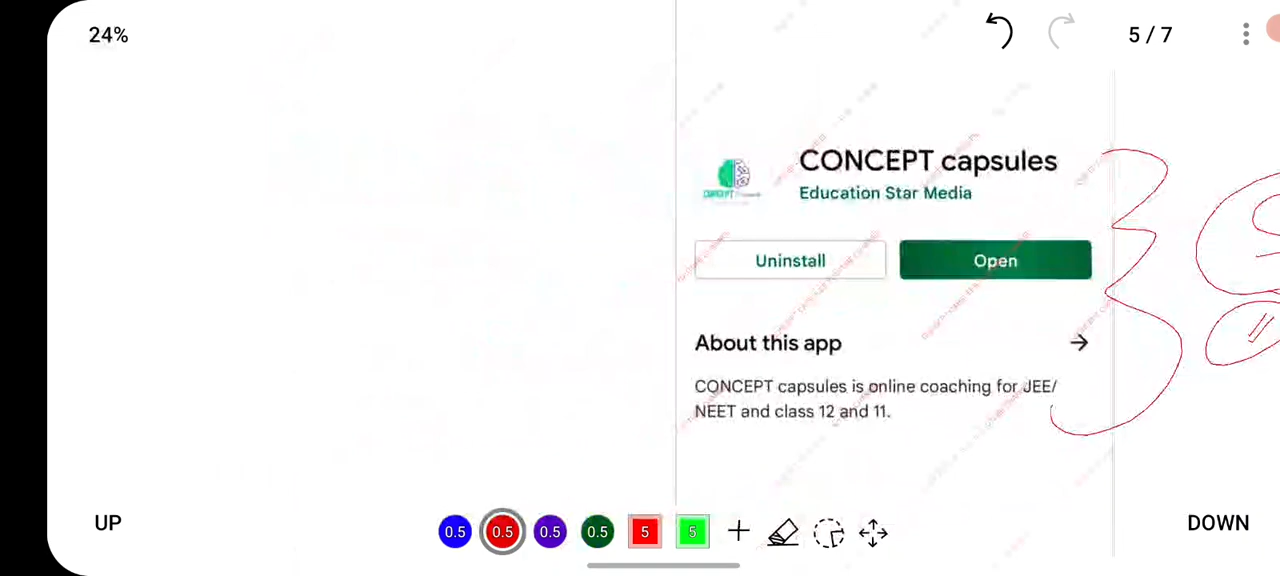 24%
5 / 7
CONCEPT capsules
Education Star Media
Uninstall
Open
About this app
CONCEPT capsules is online coaching for JEE/
NEET and class 12 and 11.
UP
0.5
0.5
0.5
0.5
5
5
DOWN